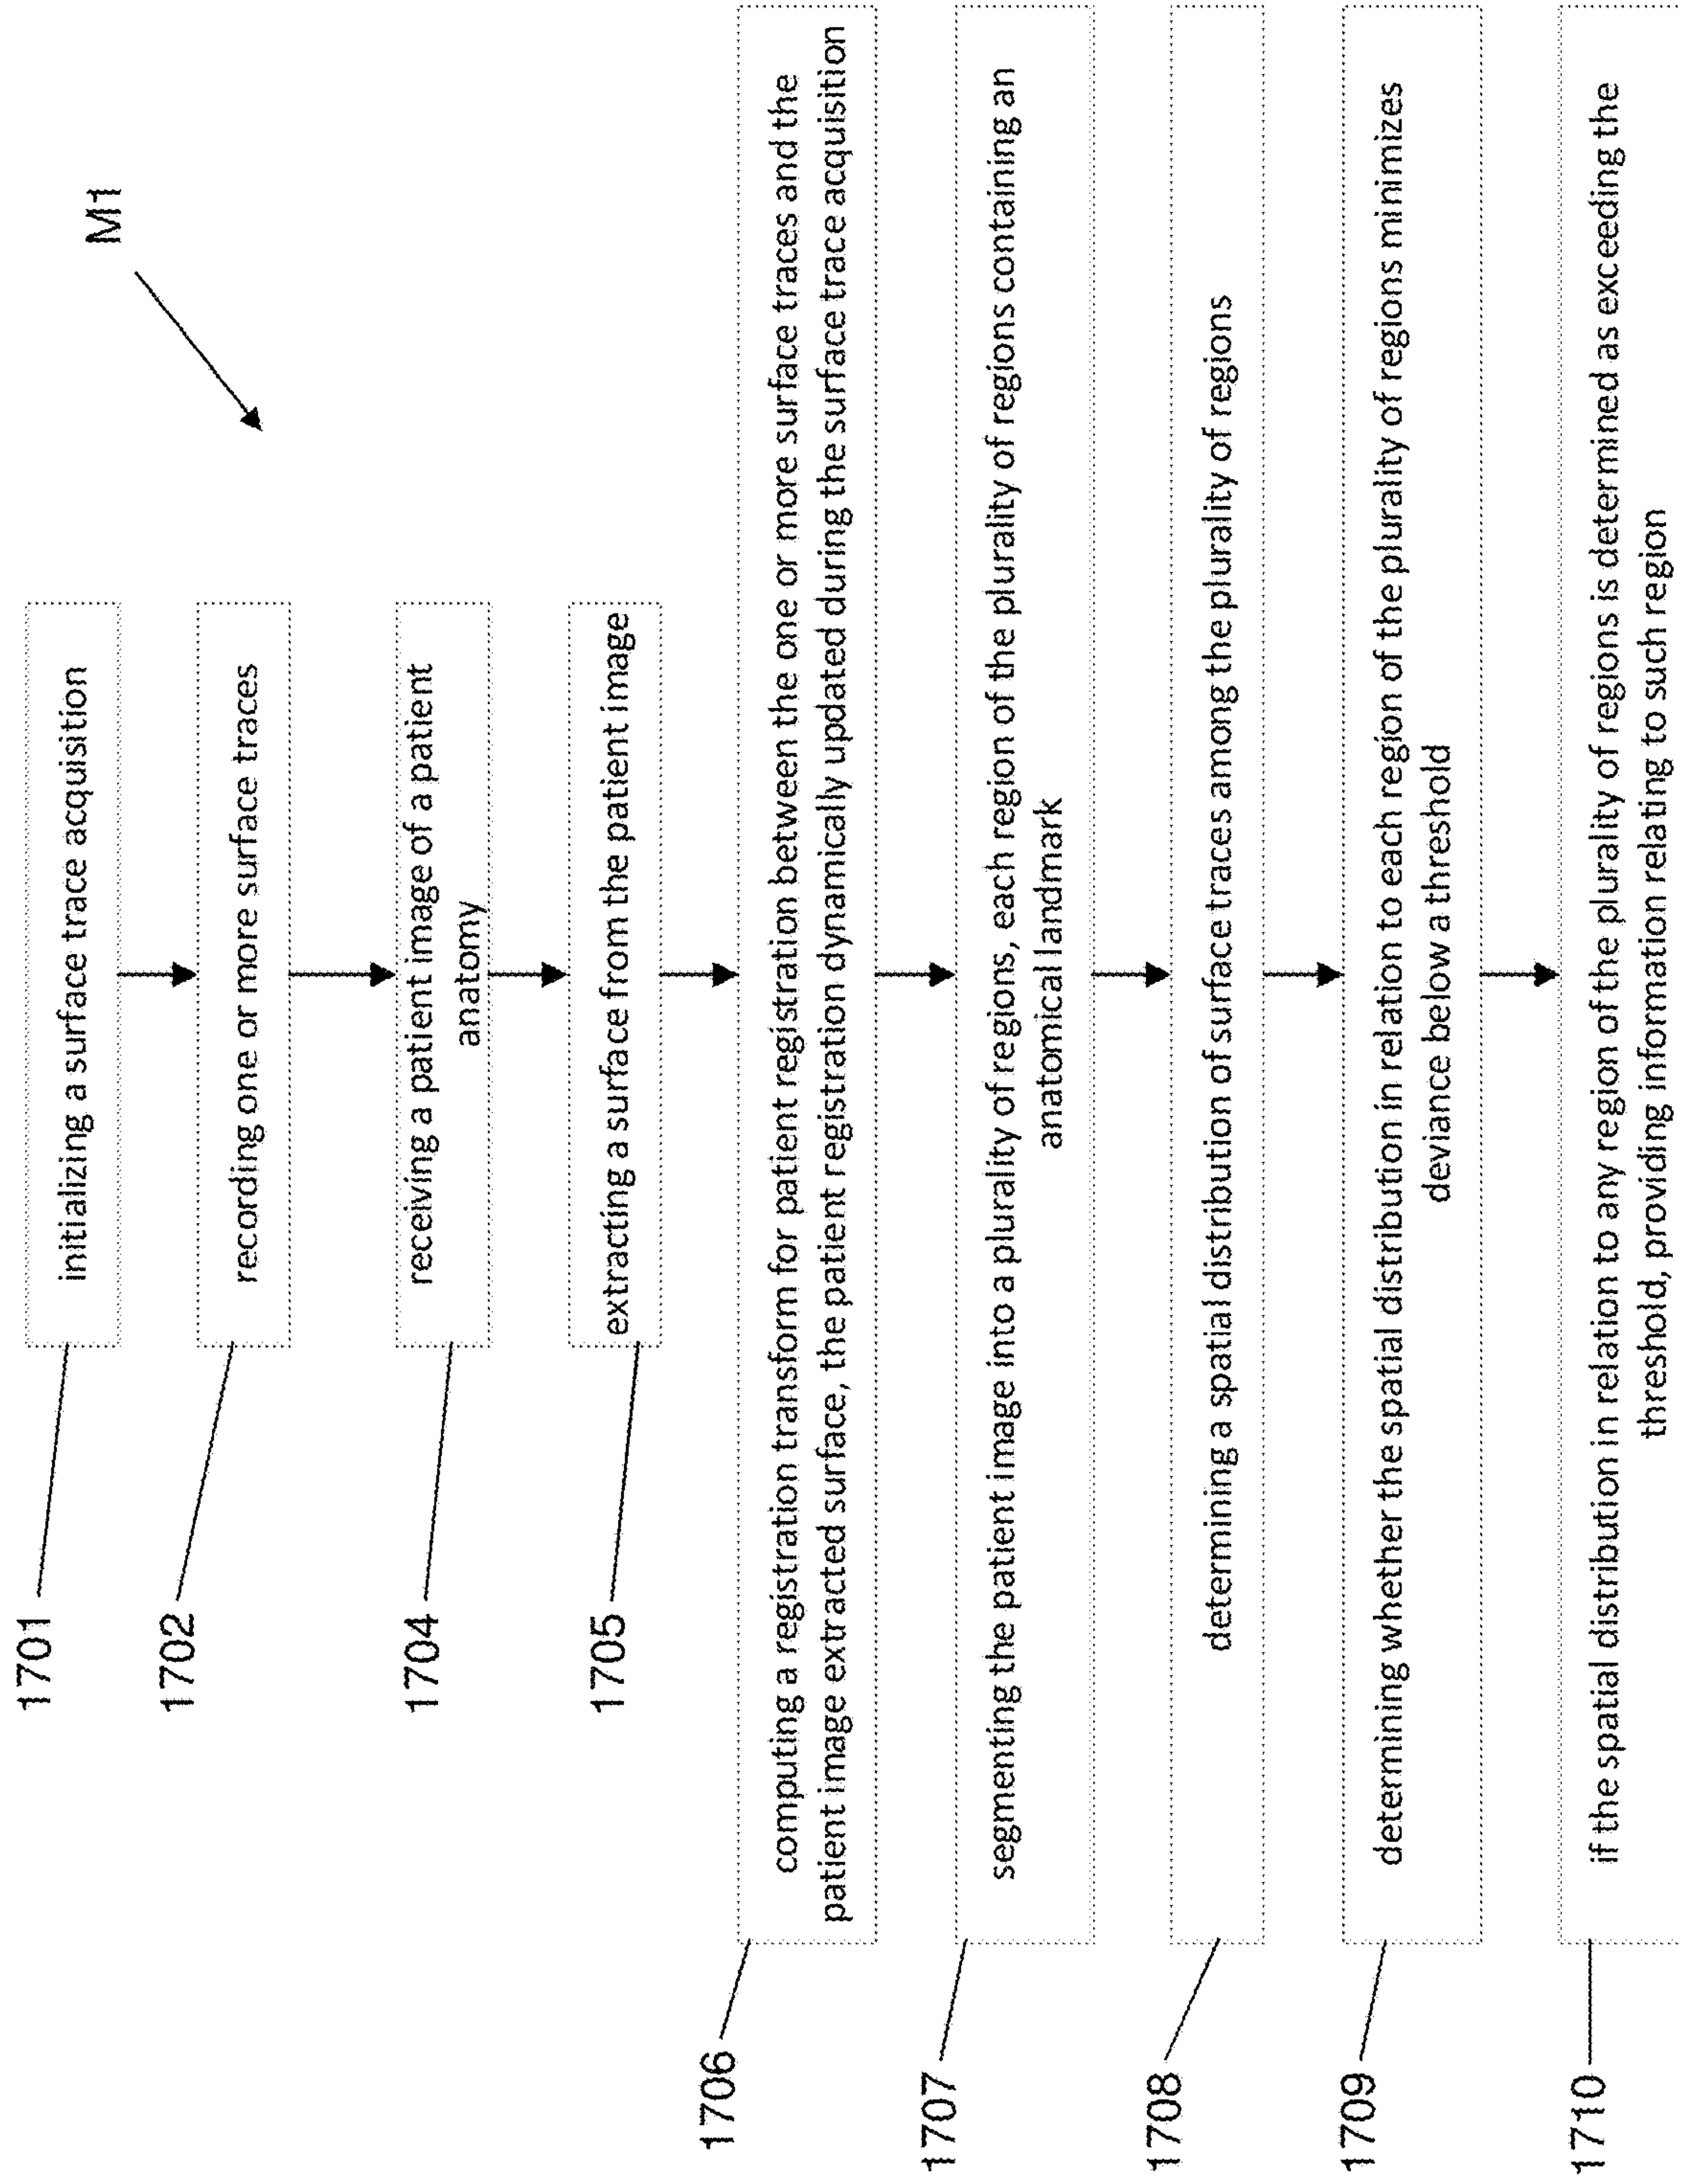 M1
1701
initializing a surface trace acquisition
1702
recording one or more surface traces
1704
receiving a patient image of a patient
anatomy
1705
extracting a surface from the patient image
1706
computing a registration transform for patient registration between the one or more surface traces and the
patient image extracted surface, the patient registration dynamically updated during the surface trace acquisition
1707
segmenting the patient image into a plurality of regions, each region of the plurality of regions containing an
anatomical landmark
1708
determining a spatial distribution of surface traces among the plurality of regions
1709
determining whether the spatial distribution in relation to each region of the plurality of regions minimizes
deviance below a threshold
1710
if the spatial distribution in relation to any region of the plurality of regions is determined as exceeding the
threshold, providing information relating to such region